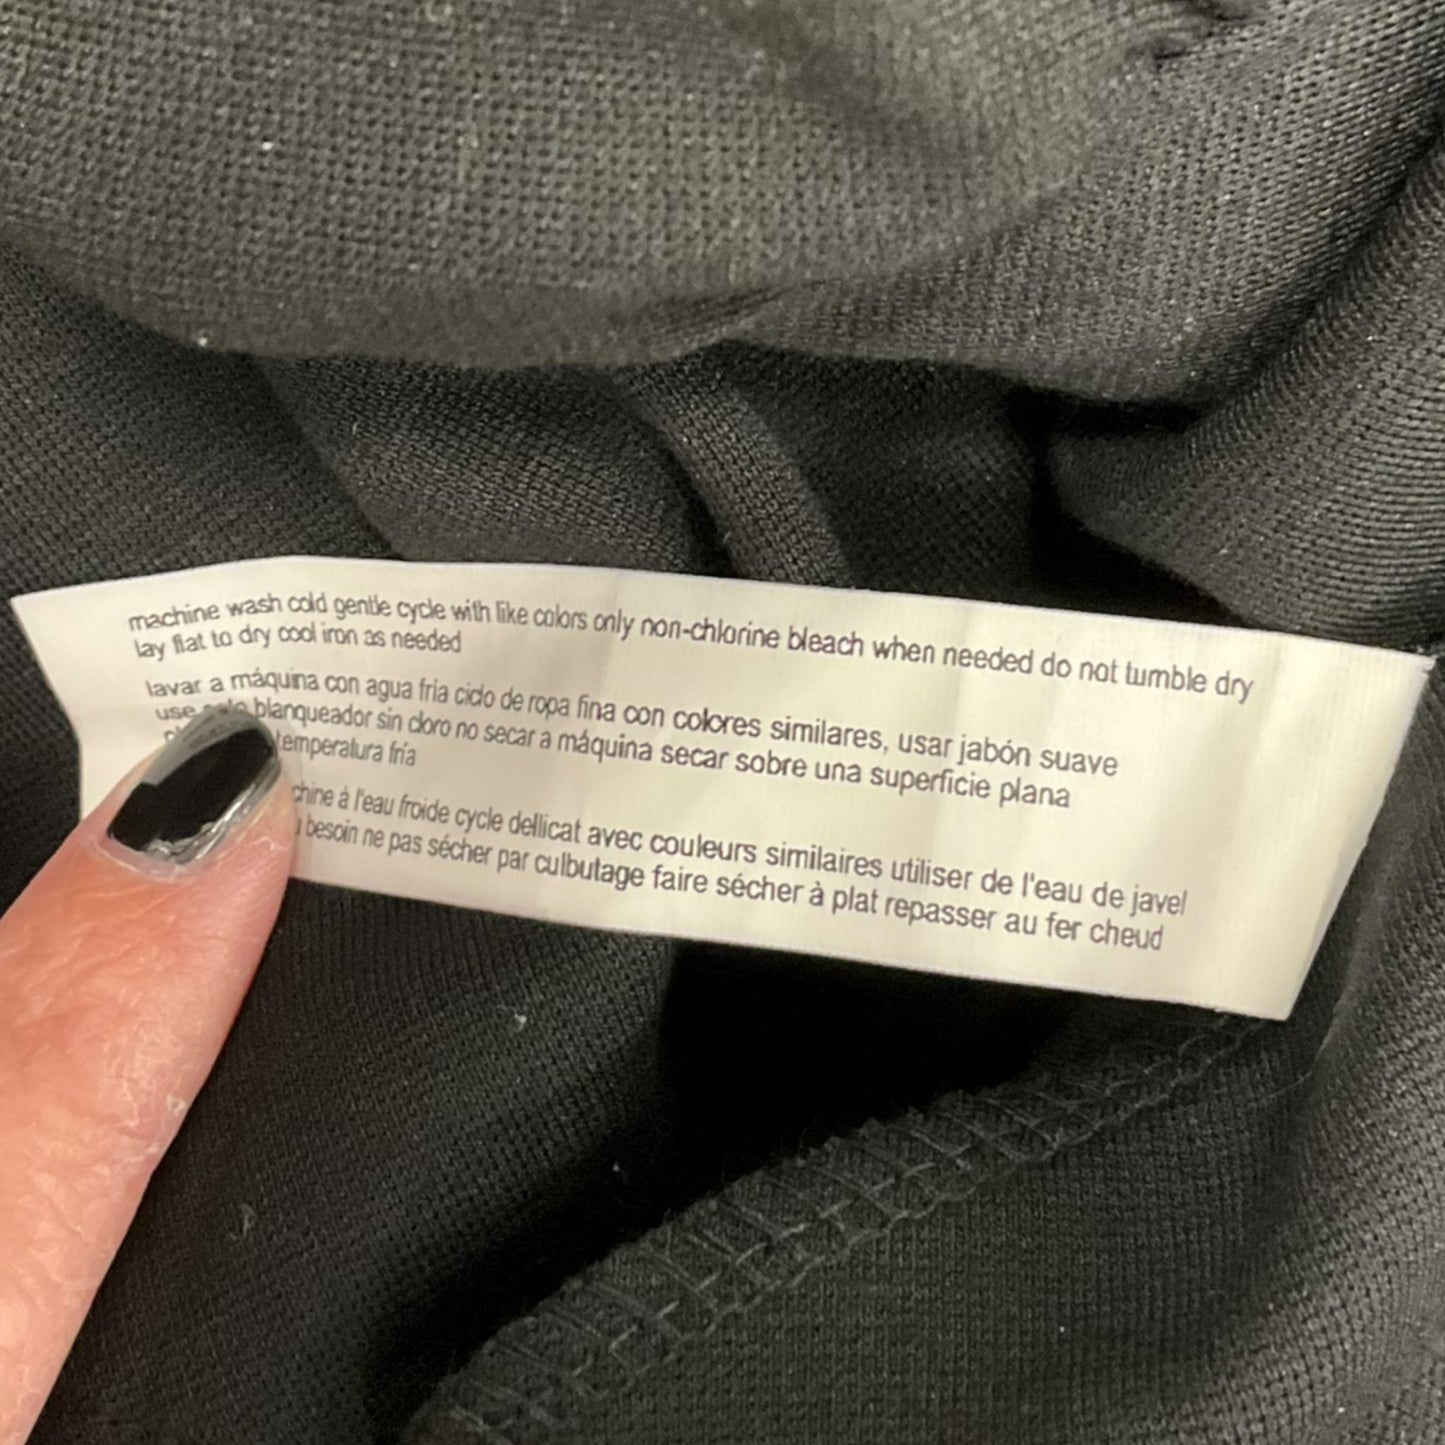 machine wash cold gentle cycle with like colors only non-chlorine bleach when needed do not tumble dry
lay flat to dry cool iron as needed
lavar a máquina con agua fría ciclo de ropa fina con colores similares, usar jabón suave
use solo blanqueador sin cloro no secar a máquina secar sobre una superficie plana
temperatura fría
à l'eau froide cycle dellicat avec couleurs similaires utiliser de l'eau de javel
besoin ne pas sécher par culbutage faire sécher à plat repasser au fer cheud